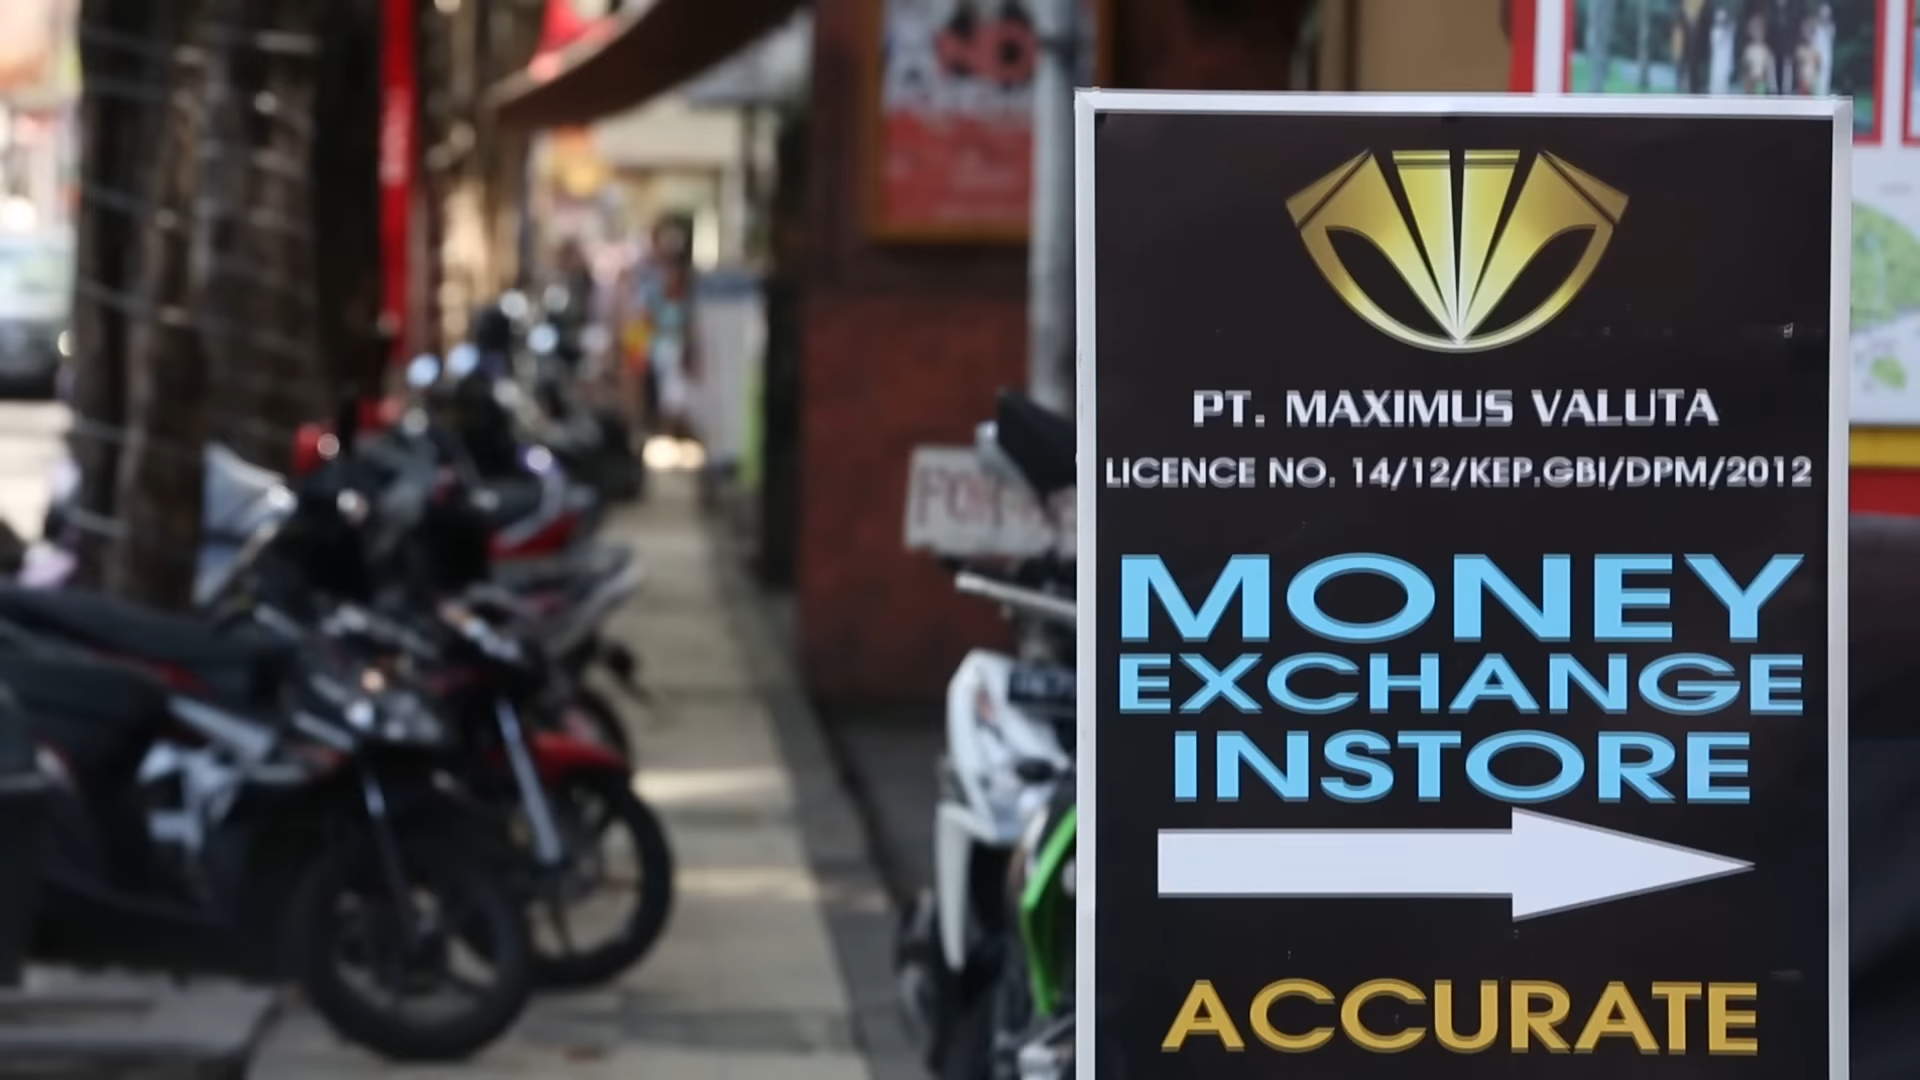 PT. MAXIMUS VALUTA
LICENCE NO. 14/12/KEP.GBI/DPM/2012
MONEY
EXCHANGE
INSTORE
ACCURATE